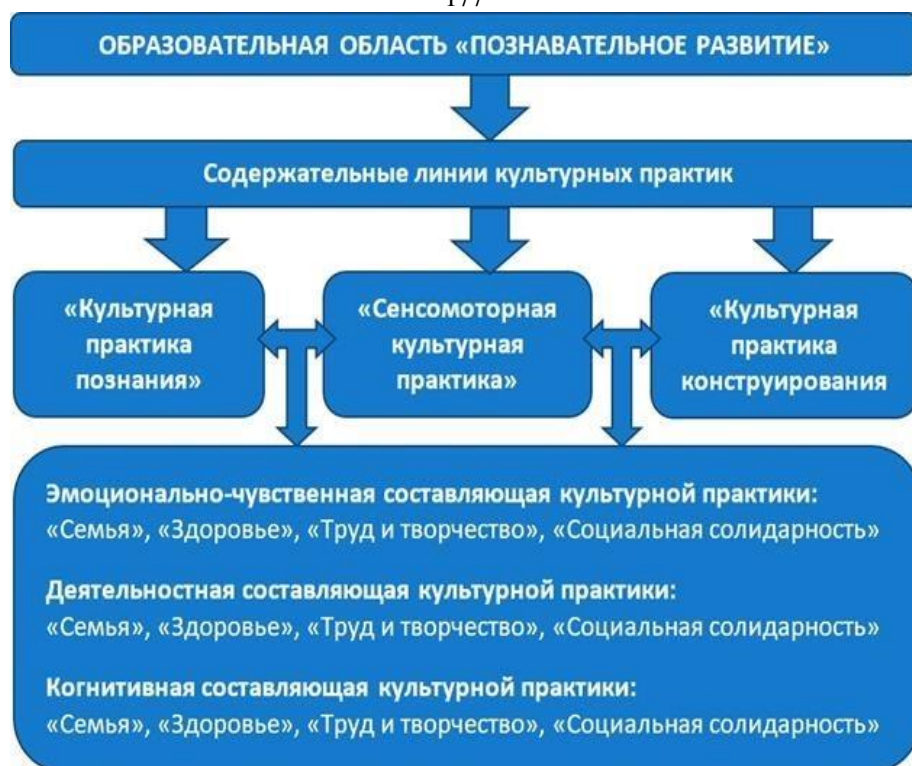 ОБРАЗОВАТЕЛЬНАЯ ОБЛАСТЬ «ПОЗНАВАТЕЛЬНОЕ РАЗВИТИЕ»
Содержательные линии культурных практик
«Культурная
практика
познания»
«Сенсомоторная
культурная
практика»
«Культурная
практика
конструирования
Эмоционально-чувственная составляющая культурной практики:
«Семья», «Здоровье», «Труд и творчество», «Социальная солидарность»
Деятельностная составляющая культурной практики:
«Семья», «Здоровье», «Труд и творчество», «Социальная солидарность»
Когнитивная составляющая культурной практики:
«Семья», «Здоровье», «Труд и творчество», «Социальная солидарность»